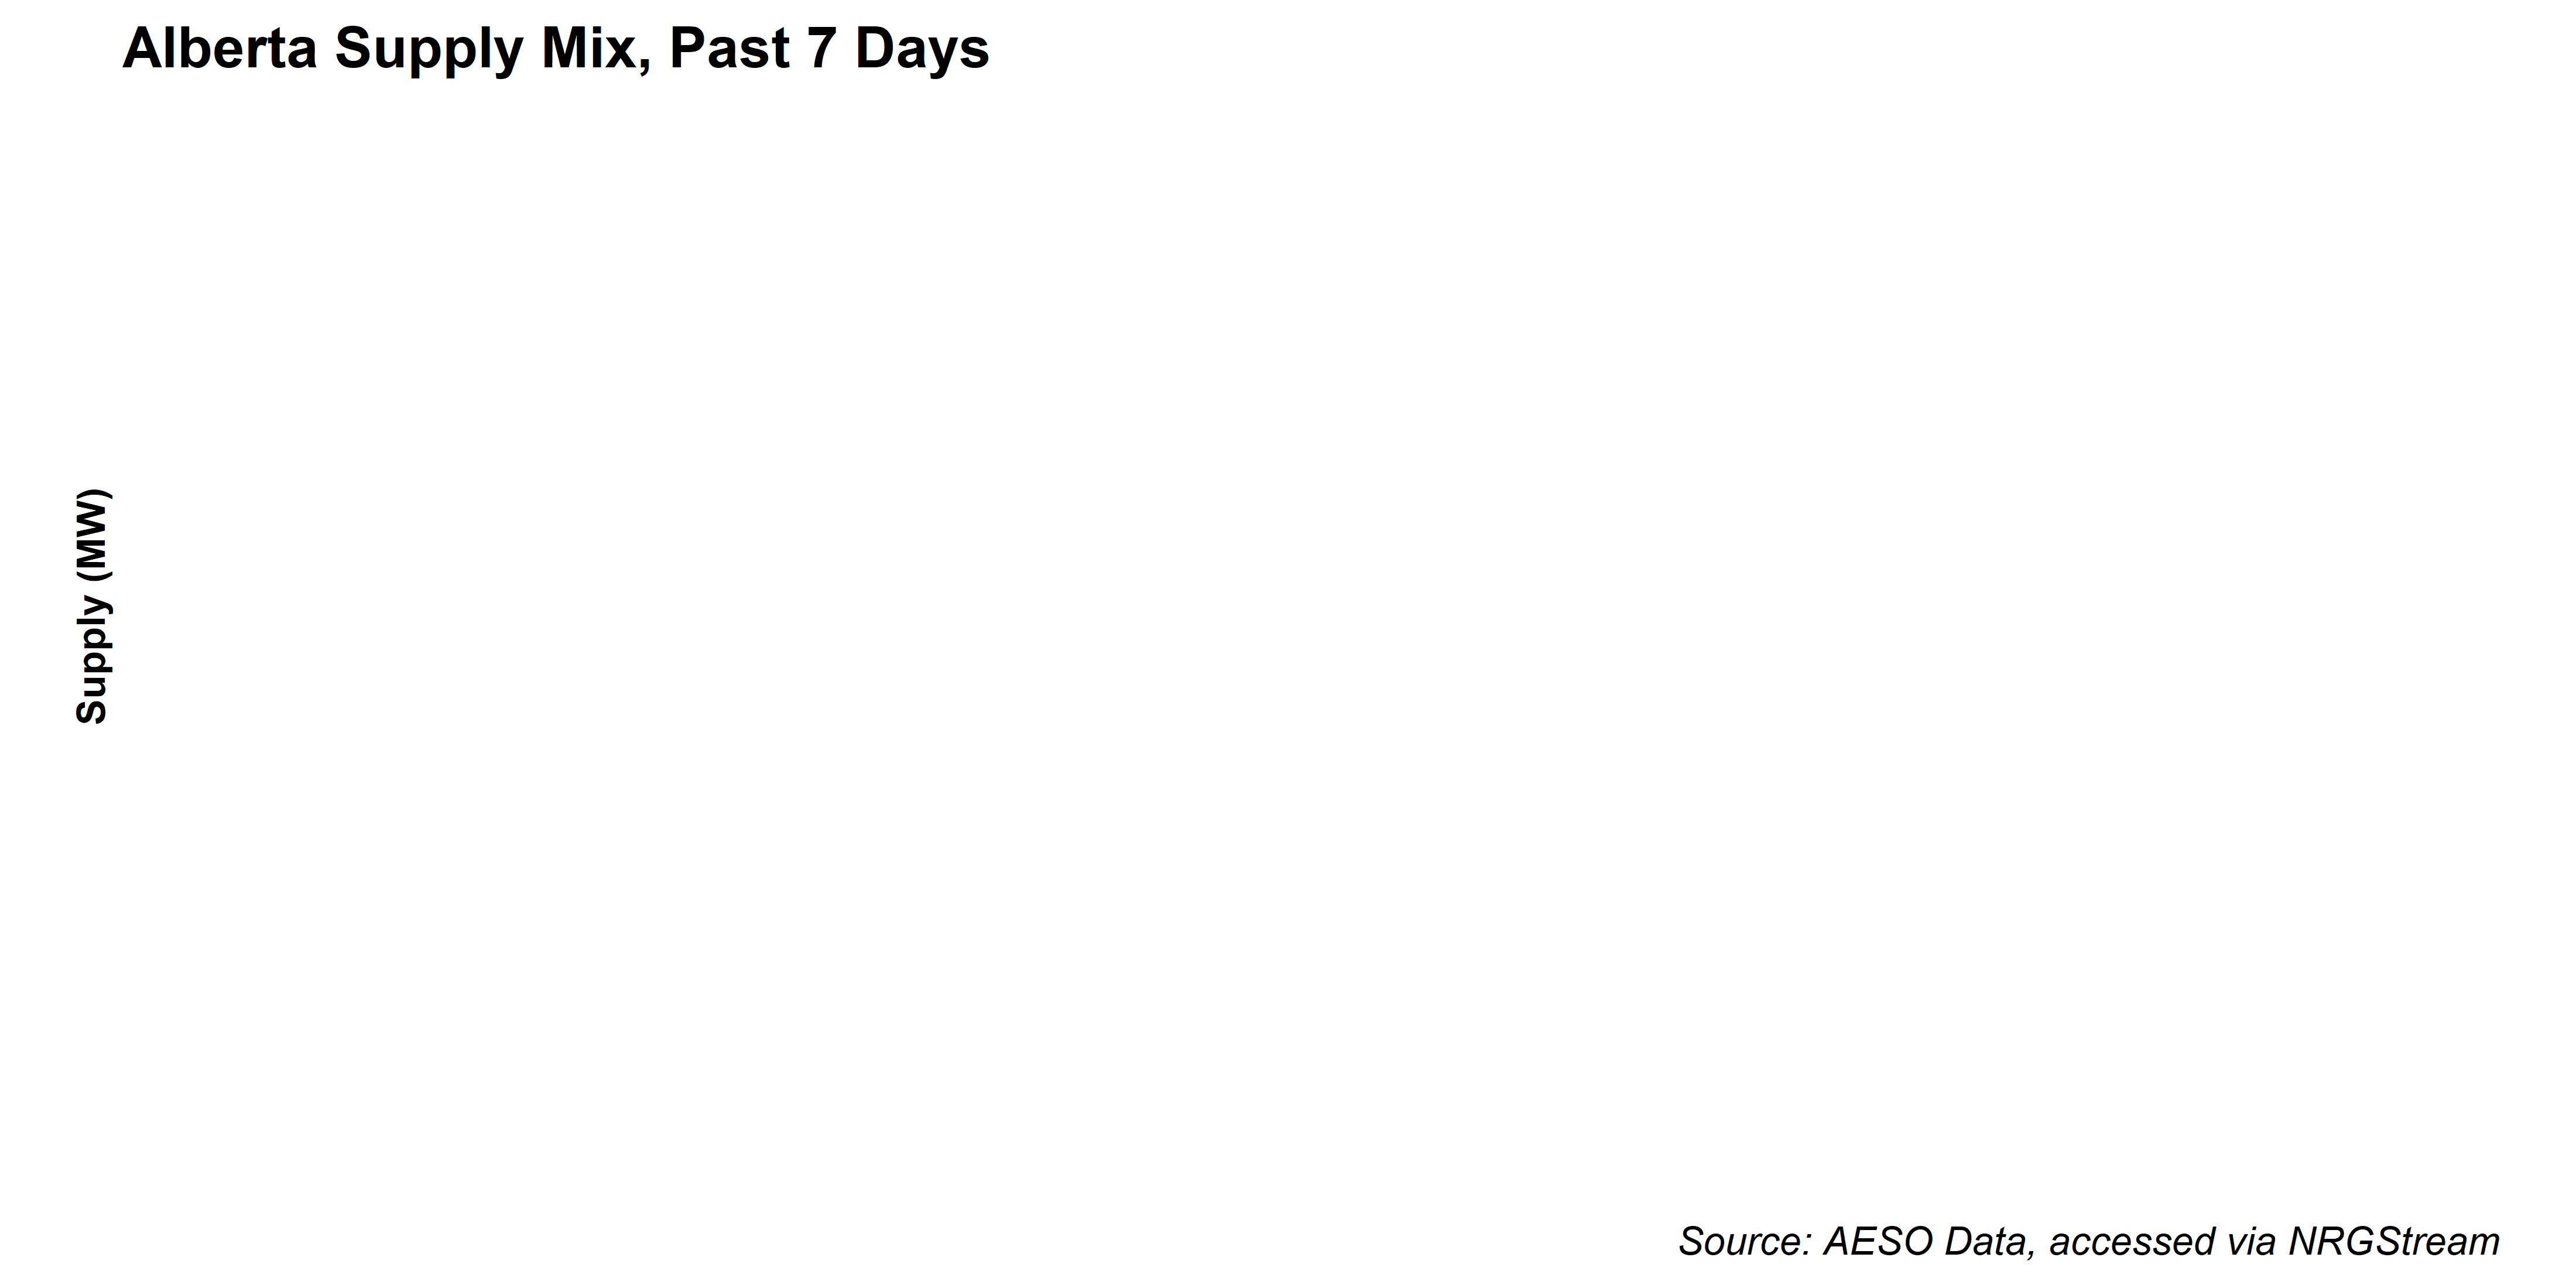 Alberta Supply Mix, Past 7 Days
Supply (MW)
Source: AESO Data, accessed via NRGStream